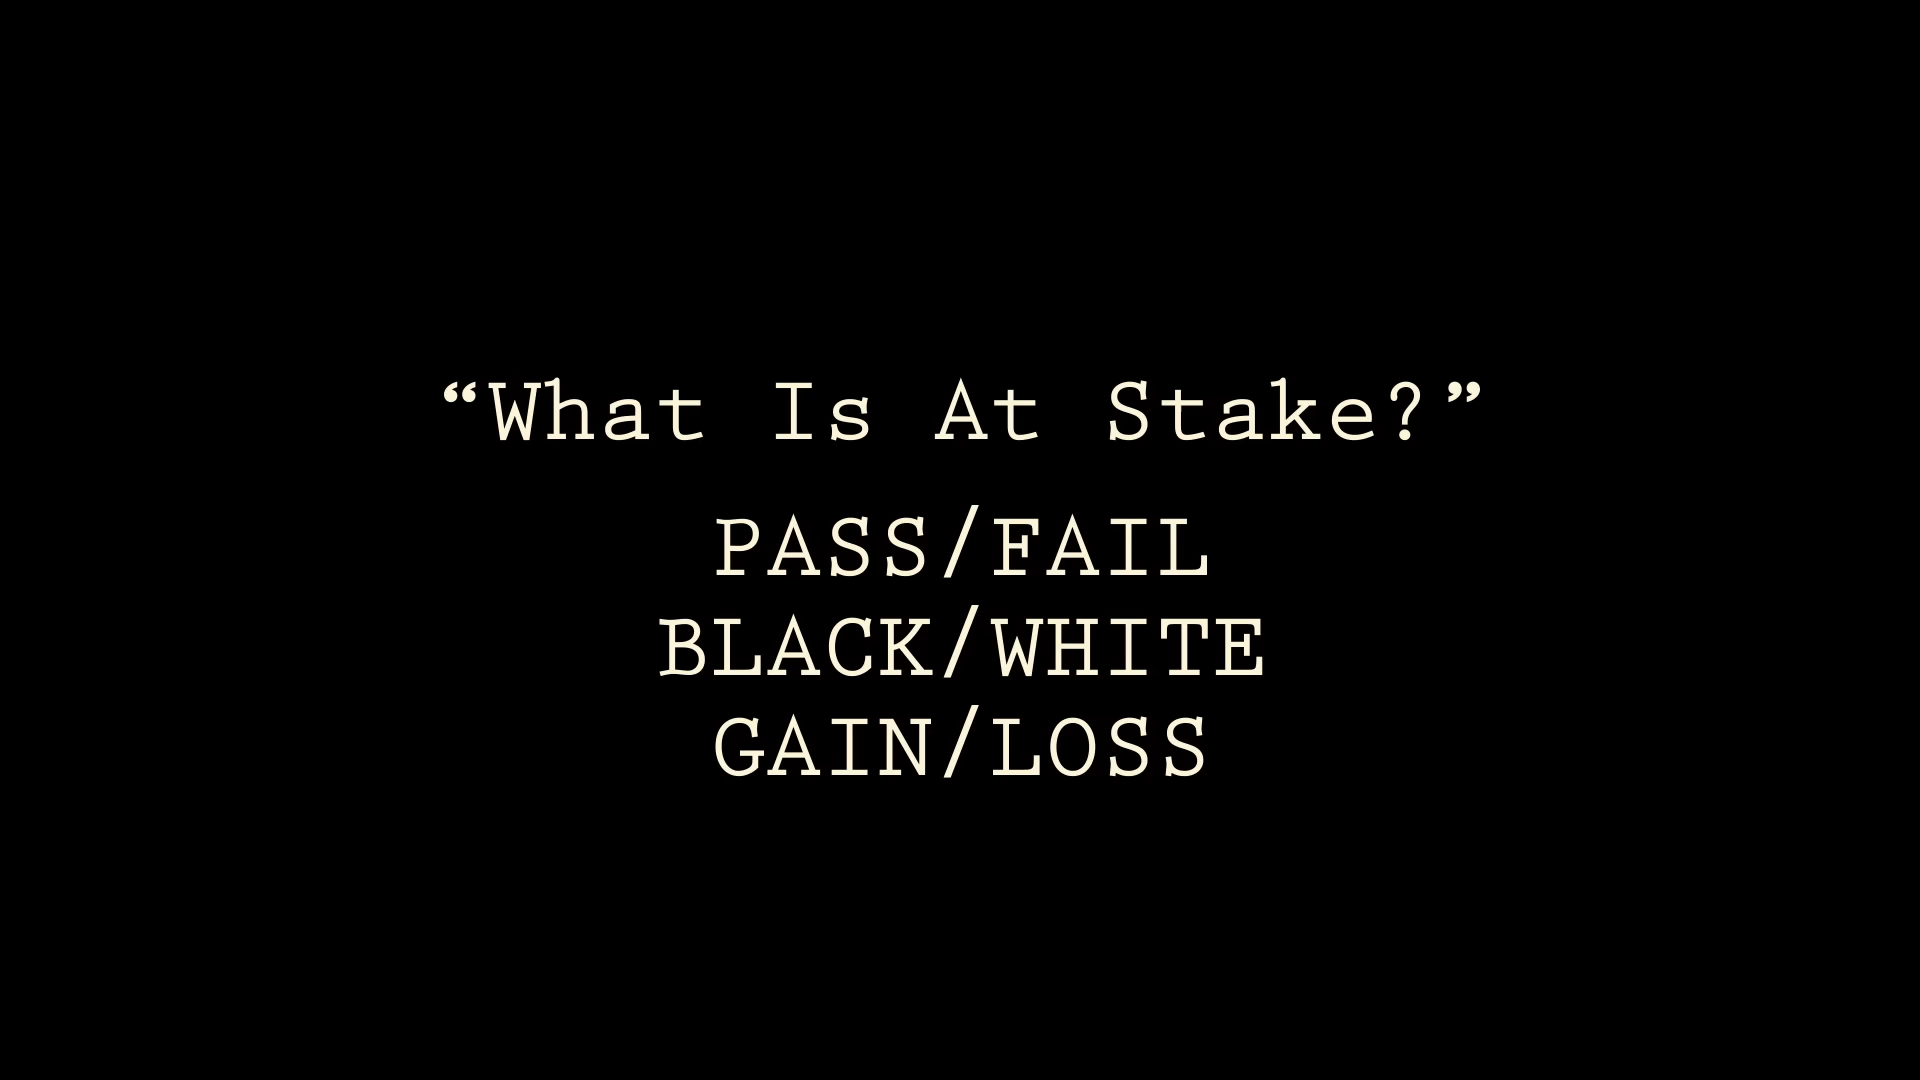 “What Is At Stake?”
PASS/FAIL
BLACK/WHITE
GAIN/LOSS